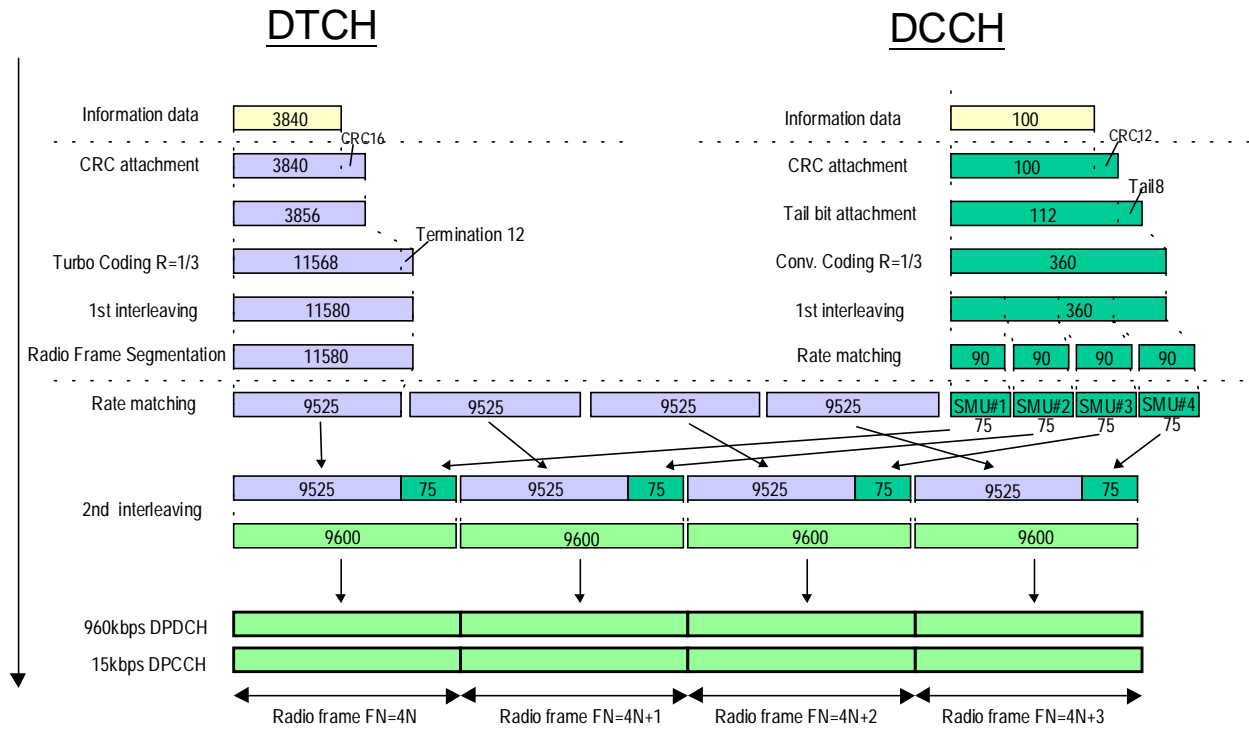 DTCH DCCH
Information data 3840 Information data 100
CRC16 CRC12
CRC attachment 3840 CRC attachment 100
Tail8
3856 Tail bit attachment 112
Termination 12
Turbo Coding R=1/3 11568 Conv. Coding R=1/3 360
1st interleaving 11580 1st interleaving 360
Radio Frame Segmentation 11580 Rate matching 90 90 90 90
Rate matching 9525 9525 9525 9525 SMU#1 SMU#2 SMU#3 SMU#4
75 75 75 75
9525 75 9525 75 9525 75 9525 75
2nd interleaving
9600 9600 9600 9600
960kbps DPDCH
15kbps DPCCH
Radio frame FN=4N Radio frame FN=4N+1 Radio frame FN=4N+2 Radio frame FN=4N+3